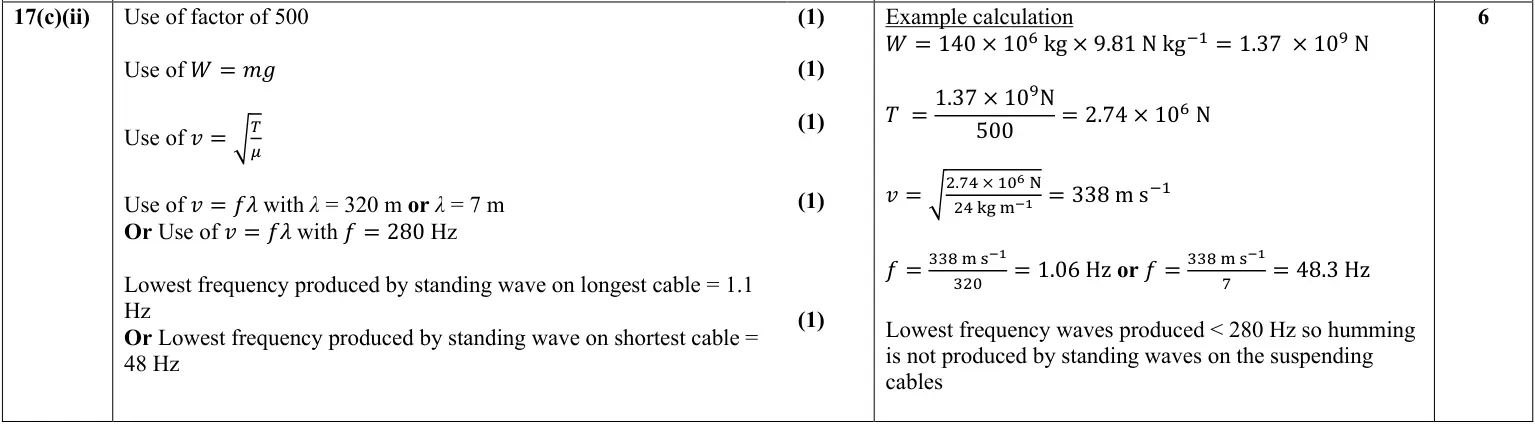 17(c)(ii)
Use of factor of 500 (1)
Use of W = mg (1)
Use of v = √(T/μ) (1)
Use of v = fλ with λ = 320 m or λ = 7 m (1)
Or Use of v = fλ with f = 280 Hz
Lowest frequency produced by standing wave on longest cable = 1.1
Hz
Or Lowest frequency produced by standing wave on shortest cable = (1)
48 Hz
Example calculation
W = 140 × 10⁶ kg × 9.81 N kg⁻¹ = 1.37 × 10⁹ N
T = 1.37 × 10⁹N / 500 = 2.74 × 10⁶ N
v = √(2.74 × 10⁶ N / 24 kg m⁻¹) = 338 m s⁻¹
f = 338 m s⁻¹ / 320 = 1.06 Hz or f = 338 m s⁻¹ / 7 = 48.3 Hz
Lowest frequency waves produced < 280 Hz so humming
is not produced by standing waves on the suspending
cables
6